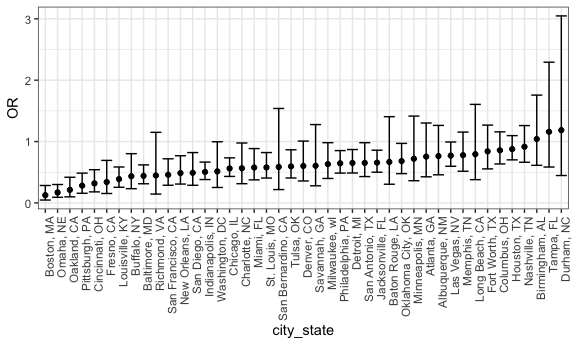 3
2
1
0
OR
Boston, MA
Omaha, NE
Oakland, CA
Pittsburgh, PA
Cincinnati, OH
Fresno, CA
Louisville, KY
Buffalo, NY
Baltimore, MD
Richmond, VA
San Francisco, CA
New Orleans, LA
San Diego, CA
Indianapolis, IN
Washington, DC
Chicago, IL
Charlotte, NC
Miami, FL
St. Louis, MO
San Bernardino, CA
Tulsa, OK
Denver, CO
Savannah, GA
Milwaukee, wI
Philadelphia, PA
Detroit, MI
San Antonio, TX
Jacksonville, FL
Baton Rouge, LA
Oklahoma City, OK
Minneapolis, MN
Atlanta, GA
Albuquerque, NM
Las Vegas, NV
Memphis, TN
Long Beach, CA
Fort Worth, TX
Columbus, OH
Houston, TX
Nashville, TN
Birmingham, AL
Tampa, FL
Durham, NC
city_state